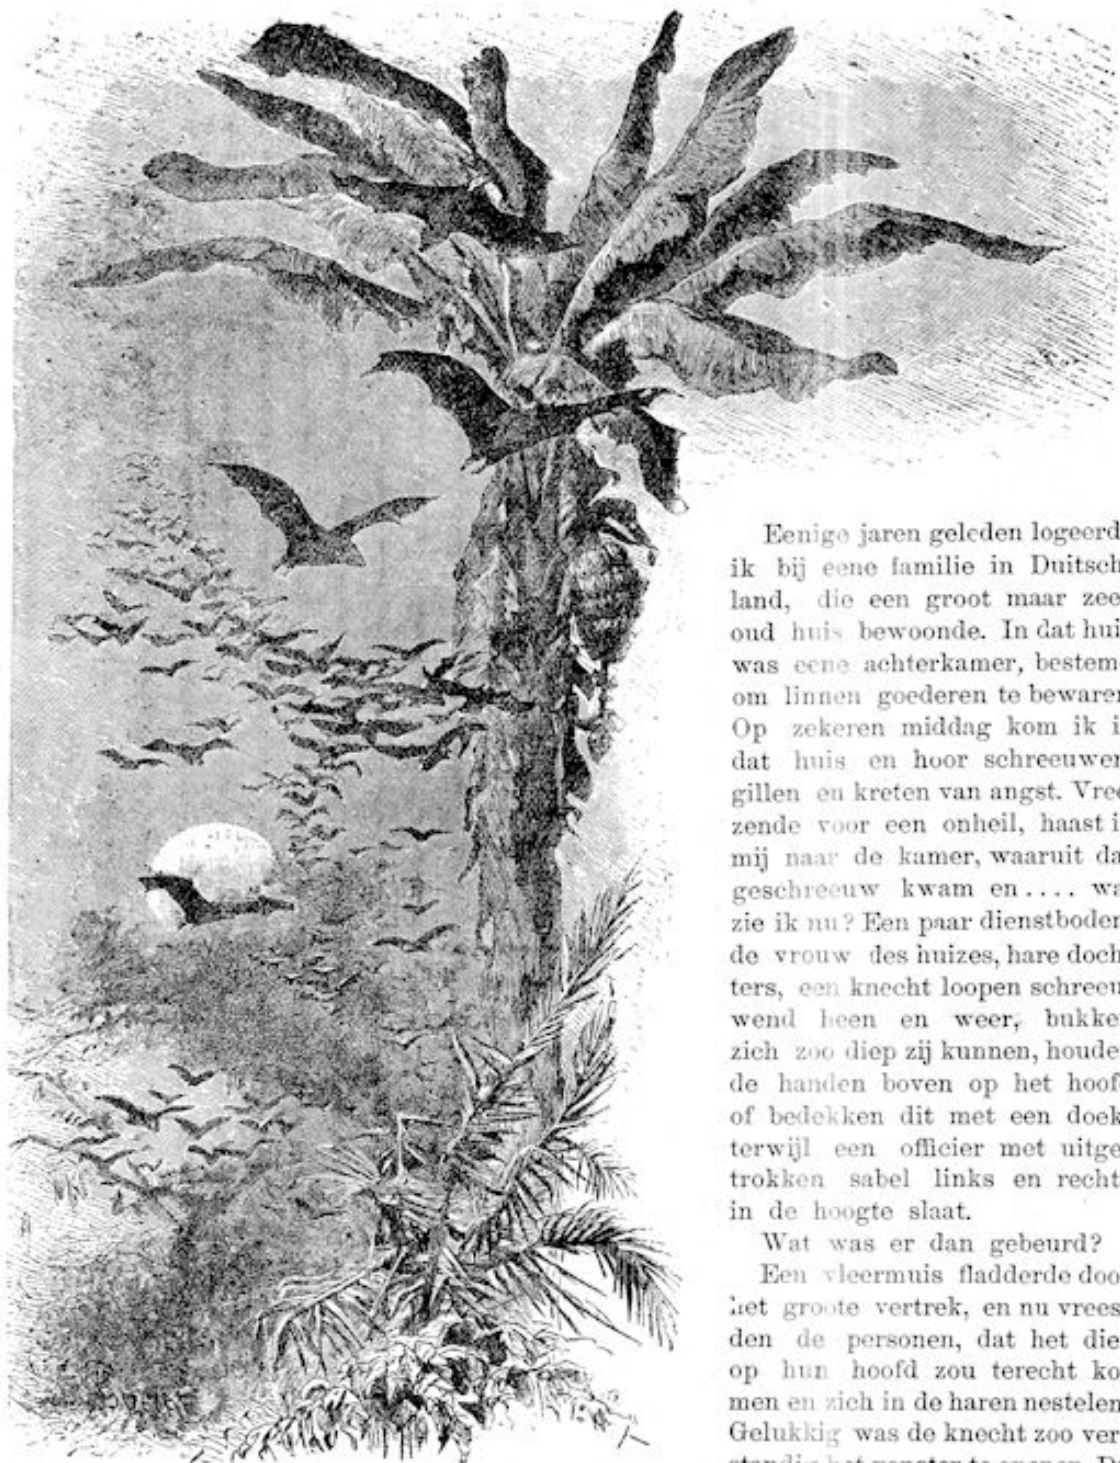 Eenige jaren geleden logeerd
ik bij eene familie in Duitsch
land, die een groot maar zee
oud huis bewoonde. In dat hui
was eene achterkamer, bestem
om linnen goederen te bewaren
Op zekeren middag kom ik i
dat huis en hoor schreeuwen
gillen en kreten van angst. Vree
zende voor een onheil, haast i
mij naar de kamer, waaruit da
geschreeuw kwam en.... wa
zie ik nu? Een paar dienstboden
de vrouw des huizes, hare doch
ters, een knecht loopen schreeu
wend heen en weer, bukken
zich zoo diep zij kunnen, houde
de handen boven op het hoof
of bedekken dit met een doek
terwijl een officier met uitge
trokken sabel links en recht
in de hoogte slaat.
Wat was er dan gebeurd?
Een vleermuis fladderde doo
het groote vertrek, en nu vrees
den de personen, dat het die
op hun hoofd zou terecht ko
men en zich in de haren nestelen
Gelukkig was de knecht zoo ver
standig het venster te openen.